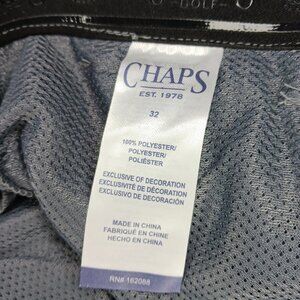 GOLF
CHAPS
EST. 1978
32
100% POLYESTER/
POLYESTER/
POLIÉSTER
EXCLUSIVE OF DECORATION
EXCLUSIVITÉ DE DÉCORATION
EXCLUSIVO DE DECORACIÓN
MADE IN CHINA
FABRIQUÉ EN CHINE
HECHO EN CHINA
RN# 162088